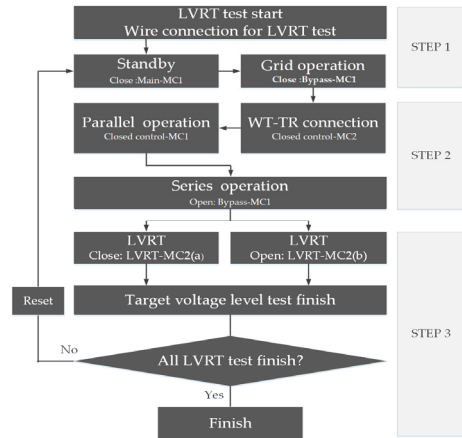 LVRT test start
Wire connection for LVRT test
STEP 1
Standby
Close :Main-MC1
Grid operation
Close :Bypass-MC1
Parallel operation
Closed control-MC1
WT-TR connection
Closed control-MC2
STEP 2
Series operation
Open: Bypass-MC1
LVRT
Close: LVRT-MC2(a)
LVRT
Open: LVRT-MC2(b)
Reset
Target voltage level test finish
STEP 3
No
All LVRT test finish?
Yes
Finish